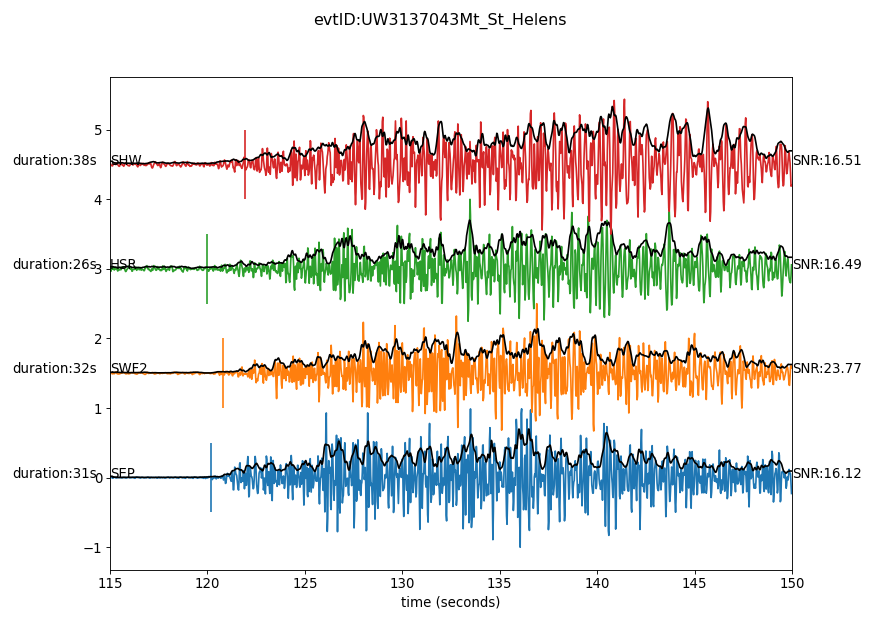 evtID:UW3137043Mt_St_Helens
5
duration:38s SHW SNR:16.51
4
duration:26s 3 HSR SNR:16.49
2
duration:32s SWF2 SNR:23.77
1
duration:31s 0 SEP SNR:16.12
−1
115 120 125 130 135 140 145 150
time (seconds)